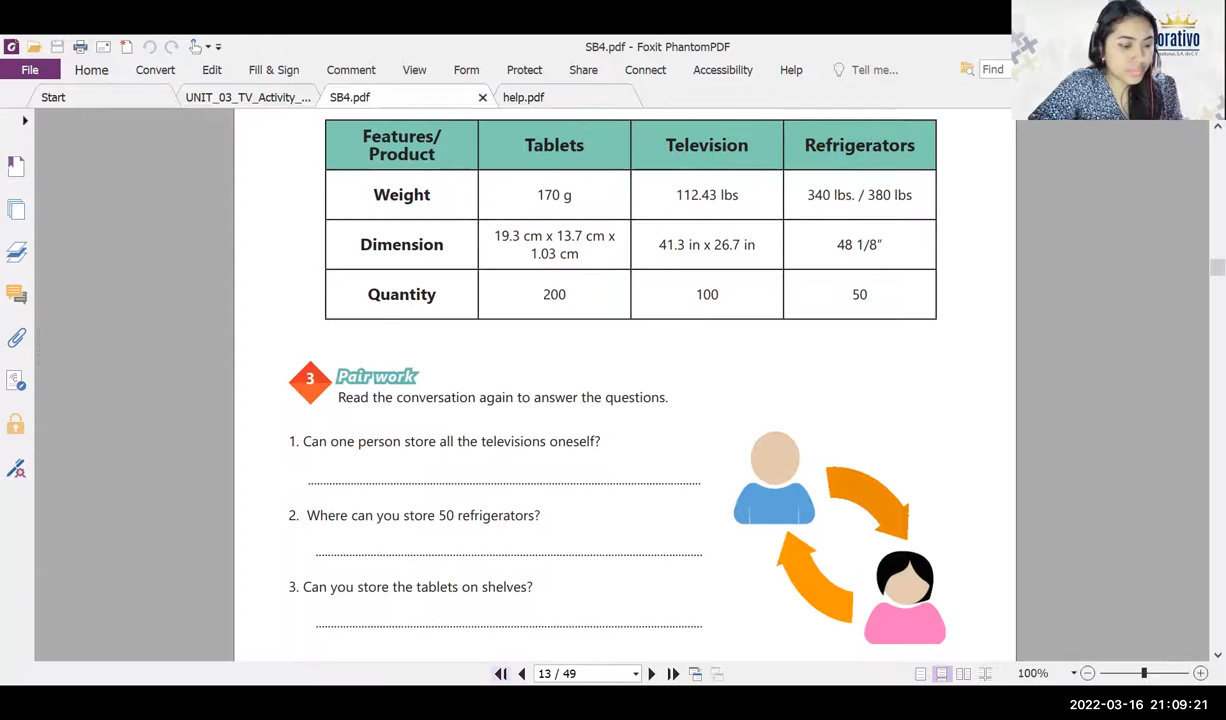 SB4.pdf - Foxit PhantomPDF
orativo
File Home Convert Edit Fill & Sign Comment View Form Protect Share Connect Accessibility Help Tell me... Find
Start UNIT_03_TV_Activity_... SB4.pdf help.pdf
Features/ Product Tablets Television Refrigerators
Weight 170 g 112.43 lbs 340 lbs. / 380 lbs
Dimension 19.3 cm x 13.7 cm x 1.03 cm 41.3 in x 26.7 in 48 1/8″
Quantity 200 100 50
3 Pair work
Read the conversation again to answer the questions.
1. Can one person store all the televisions oneself?
2. Where can you store 50 refrigerators?
3. Can you store the tablets on shelves?
13 / 49
100%
2022-03-16 21:09:21